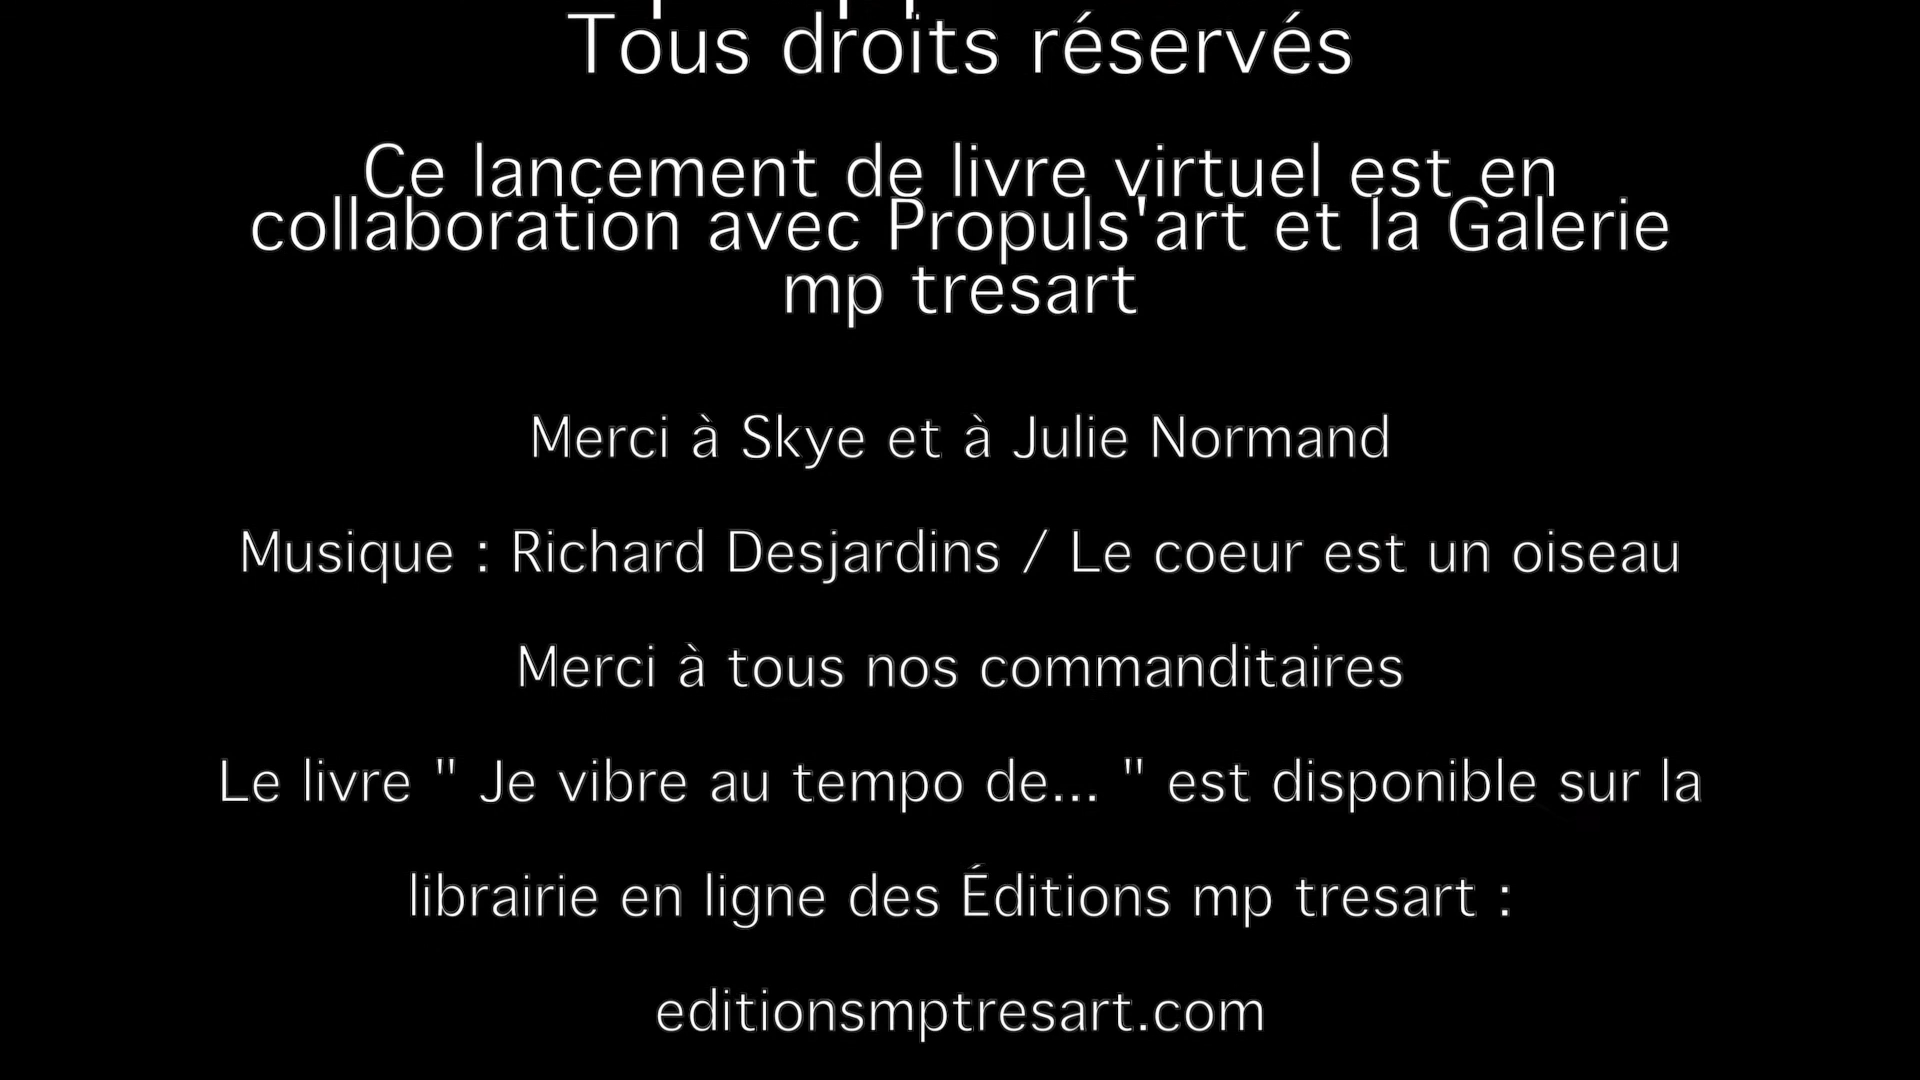 Tous droits réservés
Ce lancement de livre virtuel est en
collaboration avec Propuls'art et la Galerie
mp tresart
Merci à Skye et à Julie Normand
Musique : Richard Desjardins / Le coeur est un oiseau
Merci à tous nos commanditaires
Le livre " Je vibre au tempo de... " est disponible sur la
librairie en ligne des Éditions mp tresart :
editionsmptresart.com